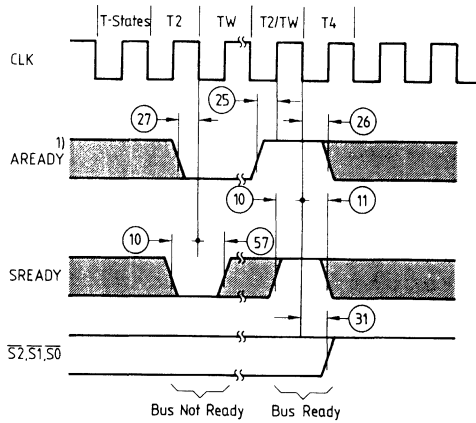 T-States T2 TW T2/TW T4
CLK
25
27 26
1)
AREADY
10 11
10 57
SREADY
31
S2,S1,S0
Bus Not Ready Bus Ready